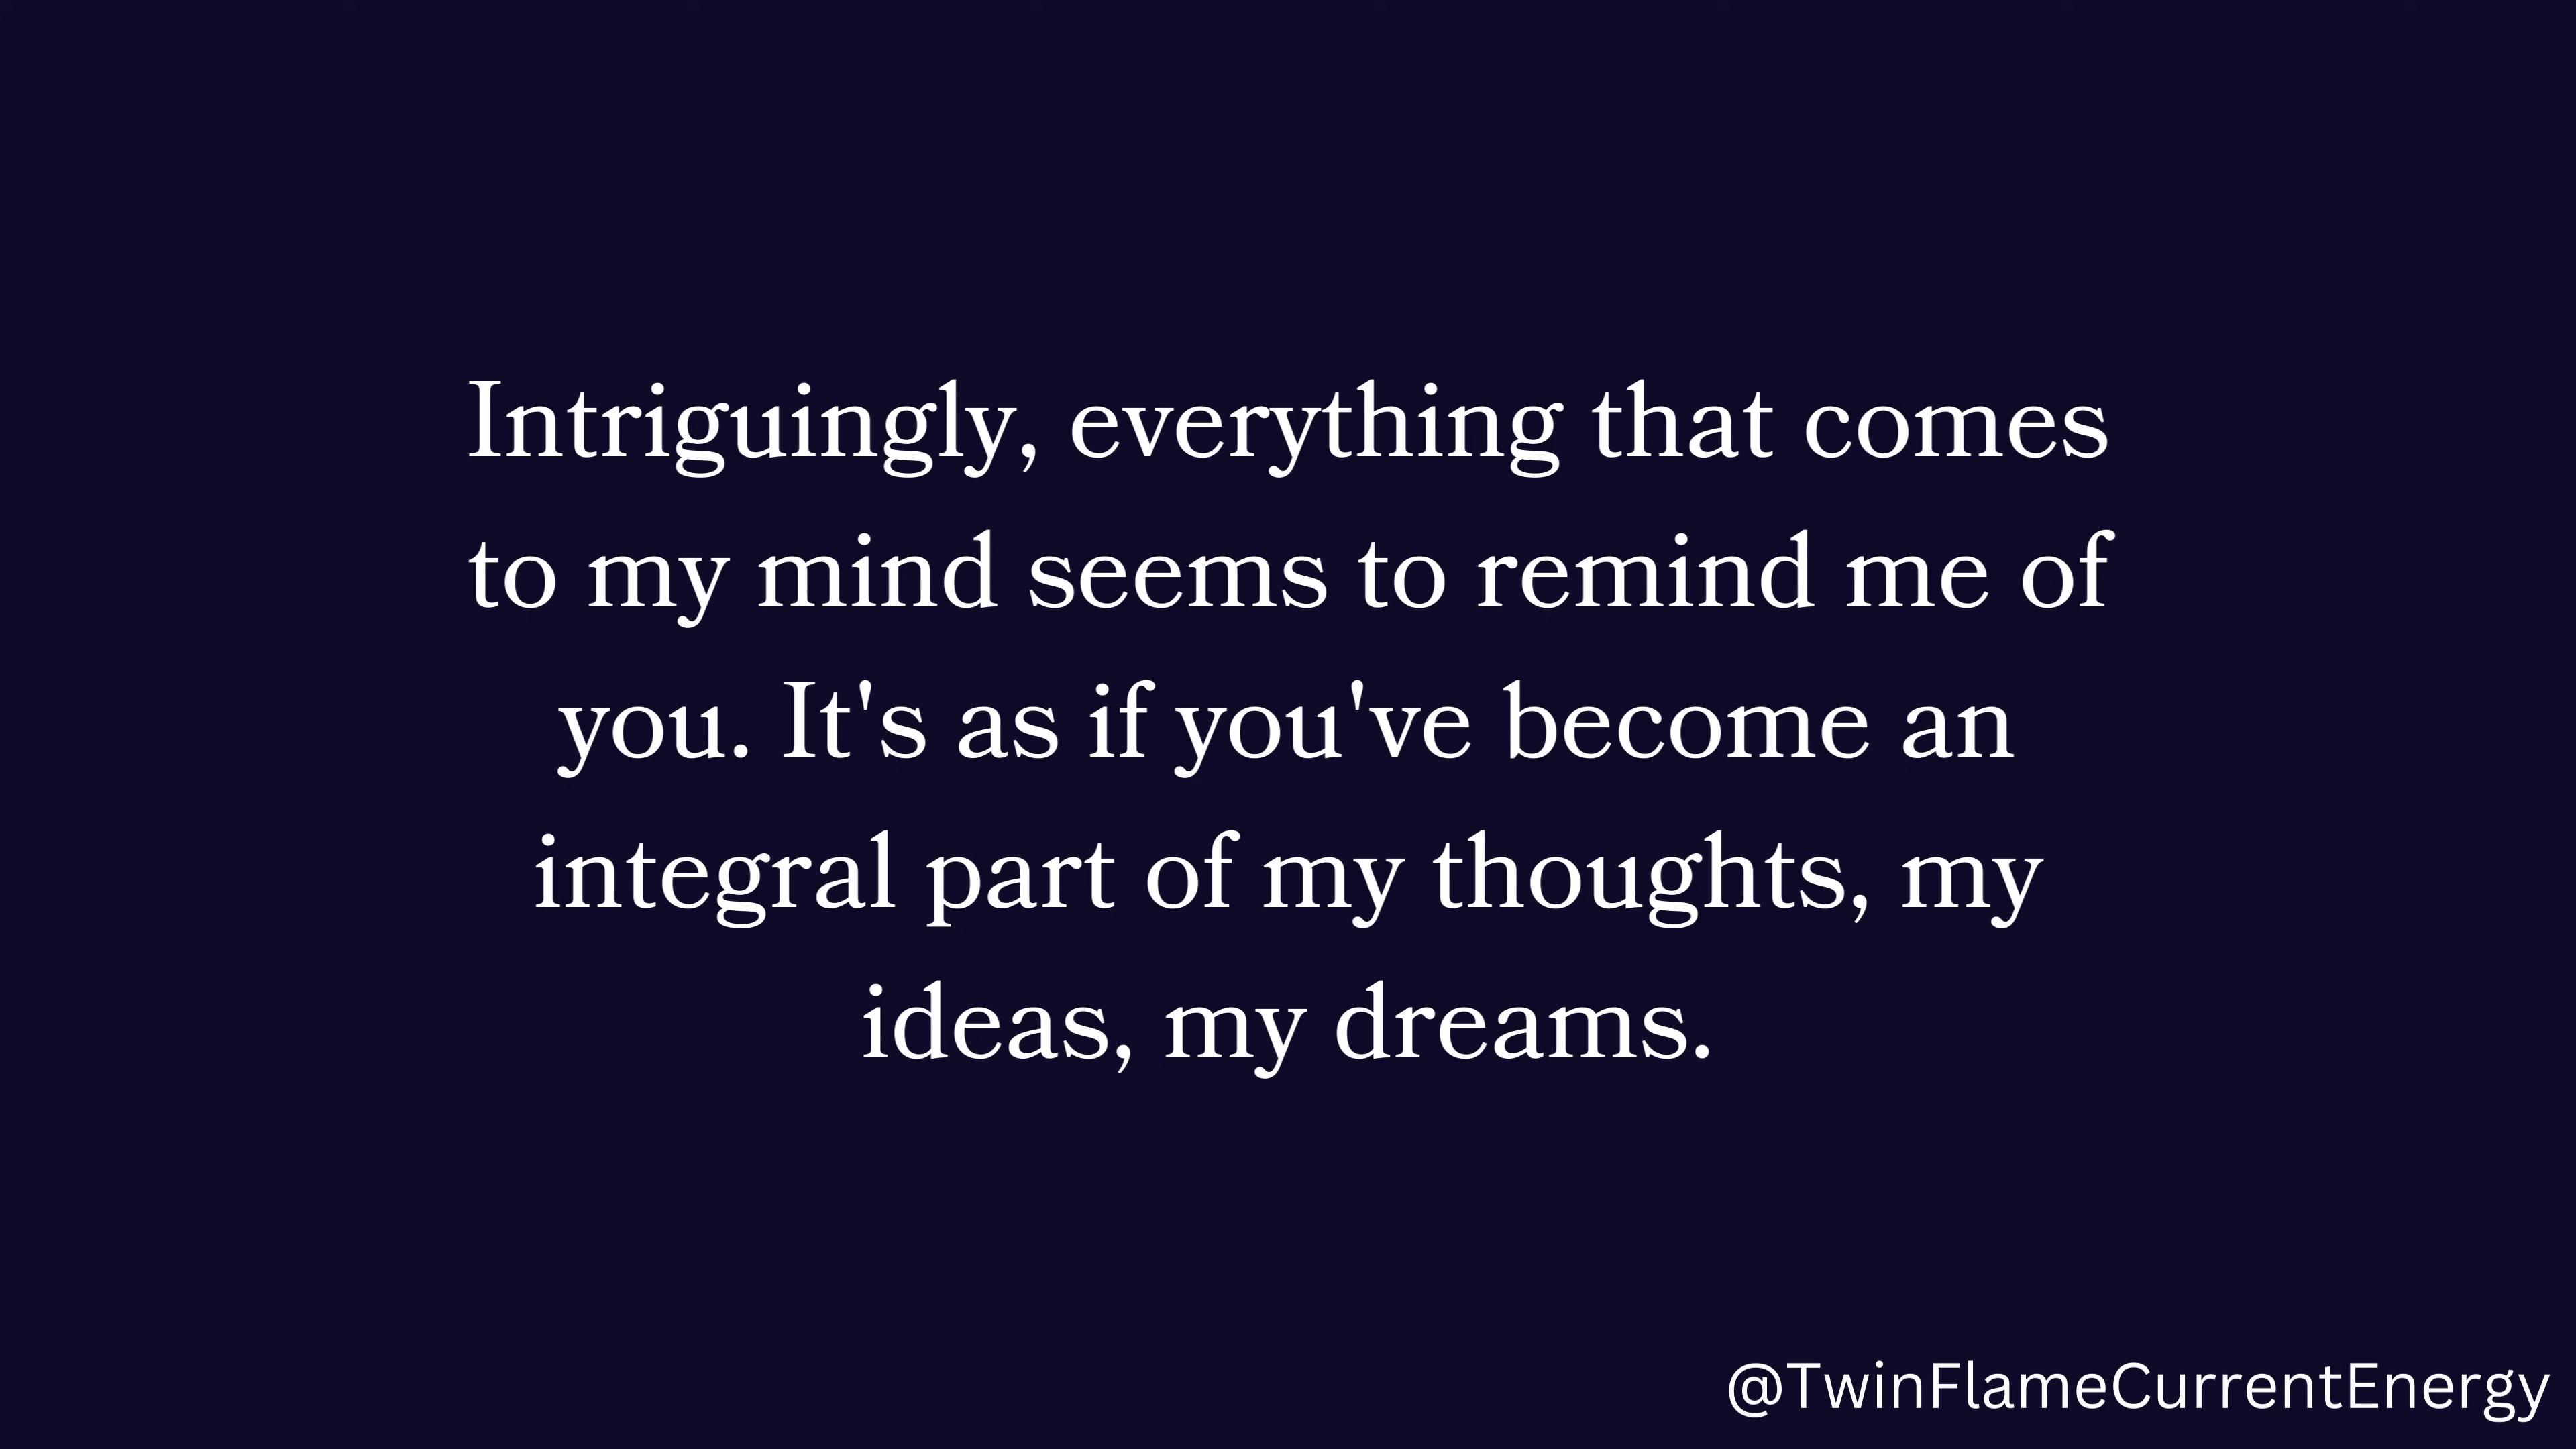 Intriguingly, everything that comes
to my mind seems to remind me of
you. It's as if you've become an
integral part of my thoughts, my
ideas, my dreams.
@TwinFlameCurrentEnergy